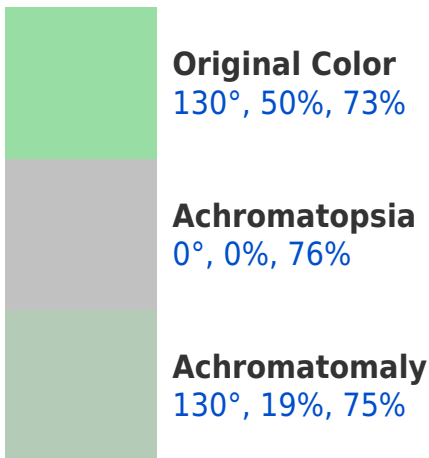 Original Color
130°, 50%, 73%
Achromatopsia
0°, 0%, 76%
Achromatomaly
130°, 19%, 75%